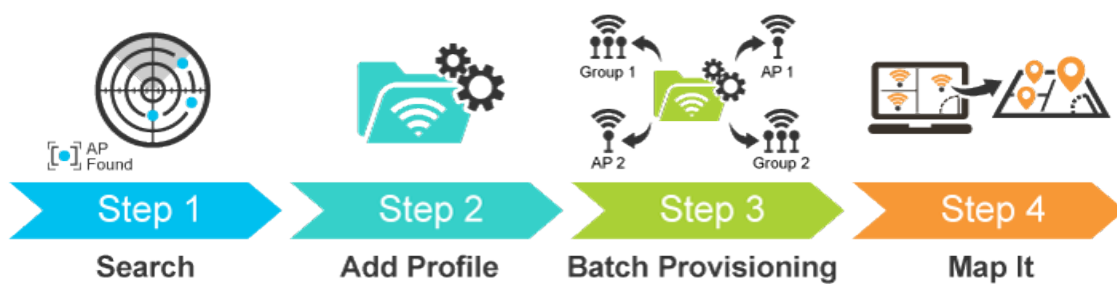 Group 1
AP 1
AP
Found
AP 2
Group 2
Step 1
Step 2
Step 3
Step 4
Search
Add Profile
Batch Provisioning
Map It